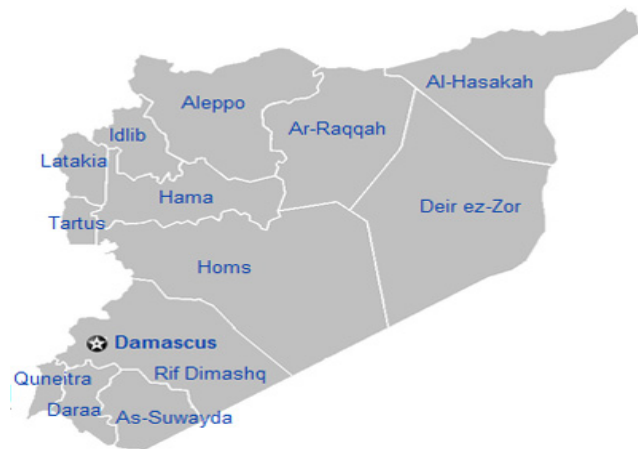 Al-Hasakah
Aleppo
Ar-Raqqah
Idlib
Latakia
Hama
Deir ez-Zor
Tartus
Homs
Damascus
Quneitra
Rif Dimashq
Daraa
As-Suwayda